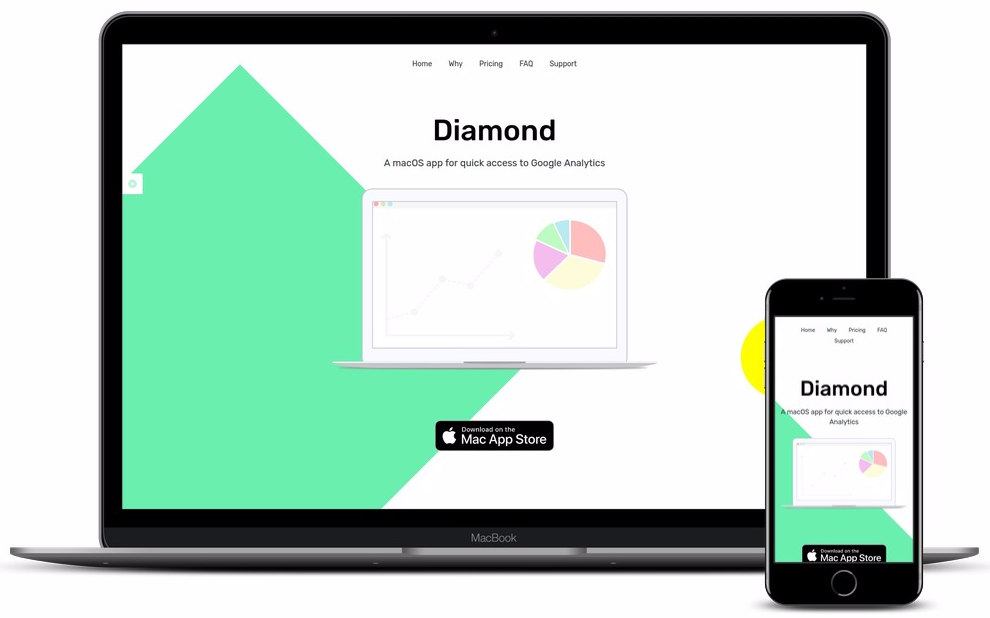 Home Why Pricing FAQ Support
Diamond
A macOS app for quick access to Google Analytics
Download on the
Mac App Store
MacBook
Home Why Pricing FAQ
Support
Diamond
A macOS app for quick access to Google
Analytics
Download on the
Mac App Store